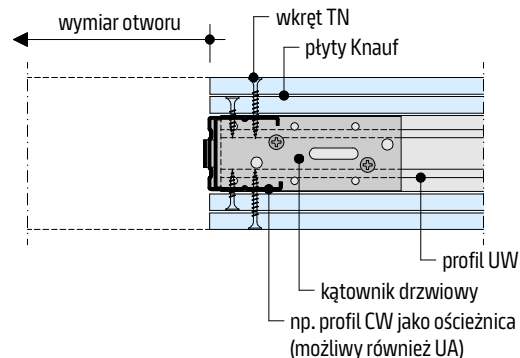 wymiar otworu
wkręt TN
płyty Knauf
profil UW
kątownik drzwiowy
np. profil CW jako ościeżnica
(możliwy również UA)